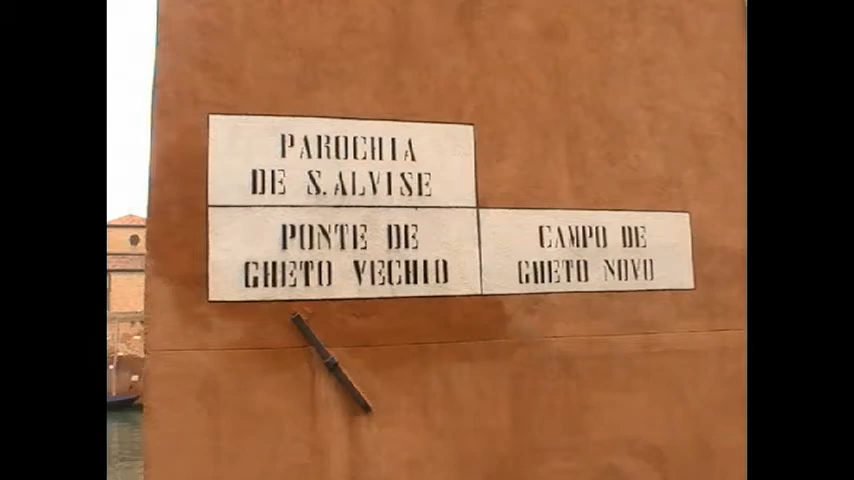 PAROCHIA
DE S. ALVISE
PONTE DE
GHETO VECHIO
CAMPO DE
GHETO NOVO